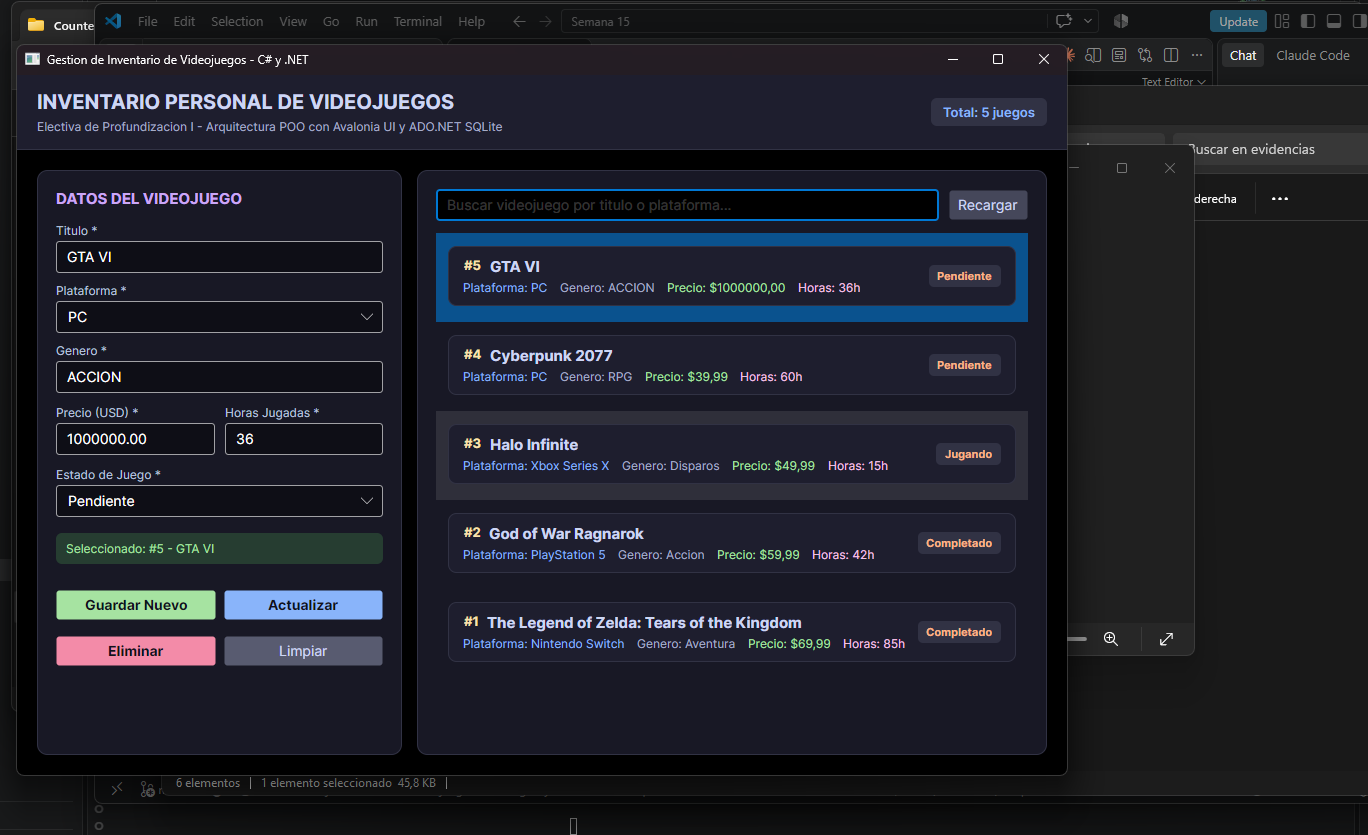 Counte
File Edit Selection View Go Run Terminal Help
Semana 15
Update
Gestion de Inventario de Videojuegos - C# y .NET
Chat Claude Code
Text Editor
INVENTARIO PERSONAL DE VIDEOJUEGOS
Electiva de Profundizacion I - Arquitectura POO con Avalonia UI y ADO.NET SQLite
Total: 5 juegos
Buscar en evidencias
derecha
DATOS DEL VIDEOJUEGO
Titulo *
GTA VI
Plataforma *
PC
Genero *
ACCION
Precio (USD) * Horas Jugadas *
1000000.00 36
Estado de Juego *
Pendiente
Seleccionado: #5 - GTA VI
Guardar Nuevo Actualizar
Eliminar Limpiar
Buscar videojuego por titulo o plataforma... Recargar
#5 GTA VI
Plataforma: PC Genero: ACCION Precio: $1000000,00 Horas: 36h
Pendiente
#4 Cyberpunk 2077
Plataforma: PC Genero: RPG Precio: $39,99 Horas: 60h
Pendiente
#3 Halo Infinite
Plataforma: Xbox Series X Genero: Disparos Precio: $49,99 Horas: 15h
Jugando
#2 God of War Ragnarok
Plataforma: PlayStation 5 Genero: Accion Precio: $59,99 Horas: 42h
Completado
#1 The Legend of Zelda: Tears of the Kingdom
Plataforma: Nintendo Switch Genero: Aventura Precio: $69,99 Horas: 85h
Completado
6 elementos 1 elemento seleccionado 45,8 KB